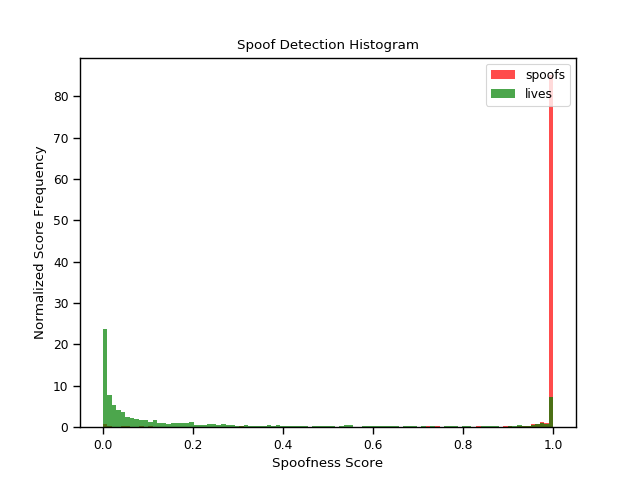 Spoof Detection Histogram
spoofs
lives
Normalized Score Frequency
80
70
60
50
40
30
20
10
0
0.0 0.2 0.4 0.6 0.8 1.0
Spoofness Score